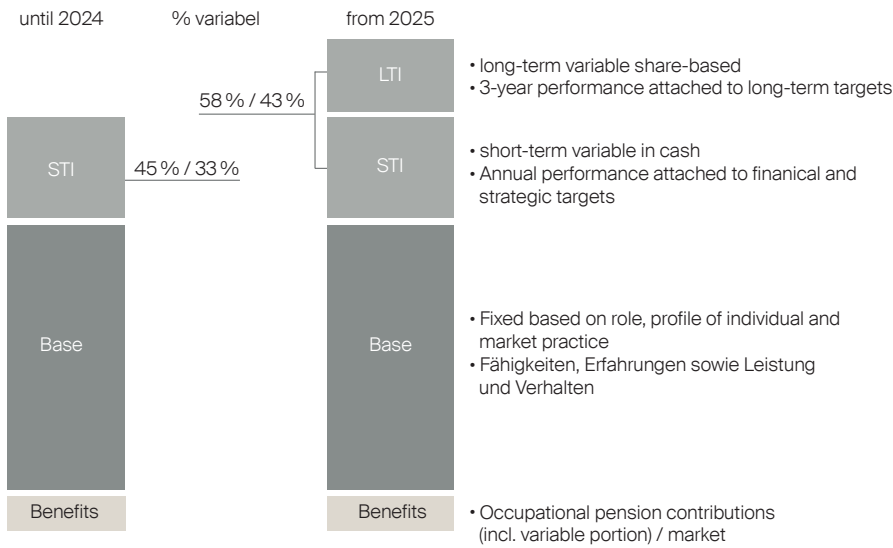 until 2024
% variabel
from 2025
LTI
• long-term variable share-based
• 3-year performance attached to long-term targets
58 % / 43 %
STI
45 % / 33 %
STI
• short-term variable in cash
• Annual performance attached to finanical and
strategic targets
Base
Base
• Fixed based on role, profile of individual and
market practice
• Fähigkeiten, Erfahrungen sowie Leistung
und Verhalten
Benefits
Benefits
• Occupational pension contributions
(incl. variable portion) / market